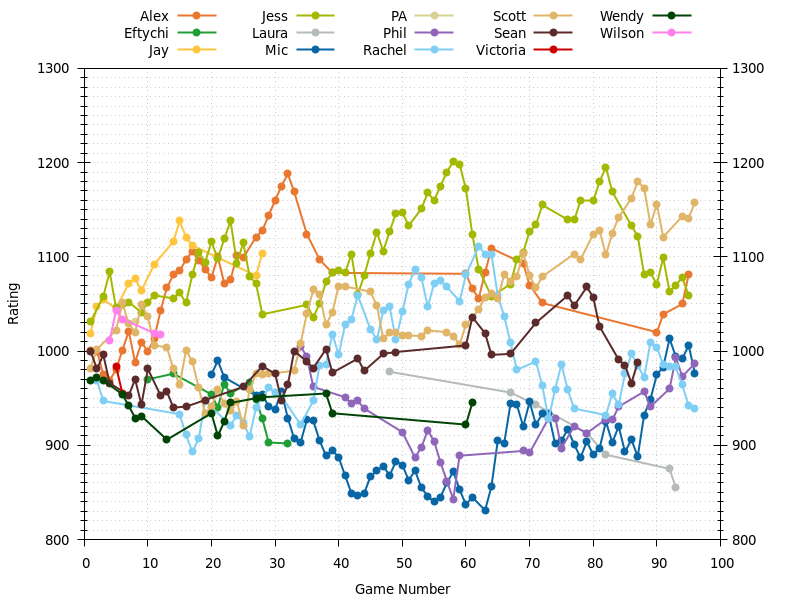 Alex Jess PA Scott Wendy
Eftychi Laura Phil Sean Wilson
Jay Mic Rachel Victoria
1300 1300
1200 1200
1100 1100
1000 1000
900 900
800 800
Rating
0 10 20 30 40 50 60 70 80 90 100
Game Number